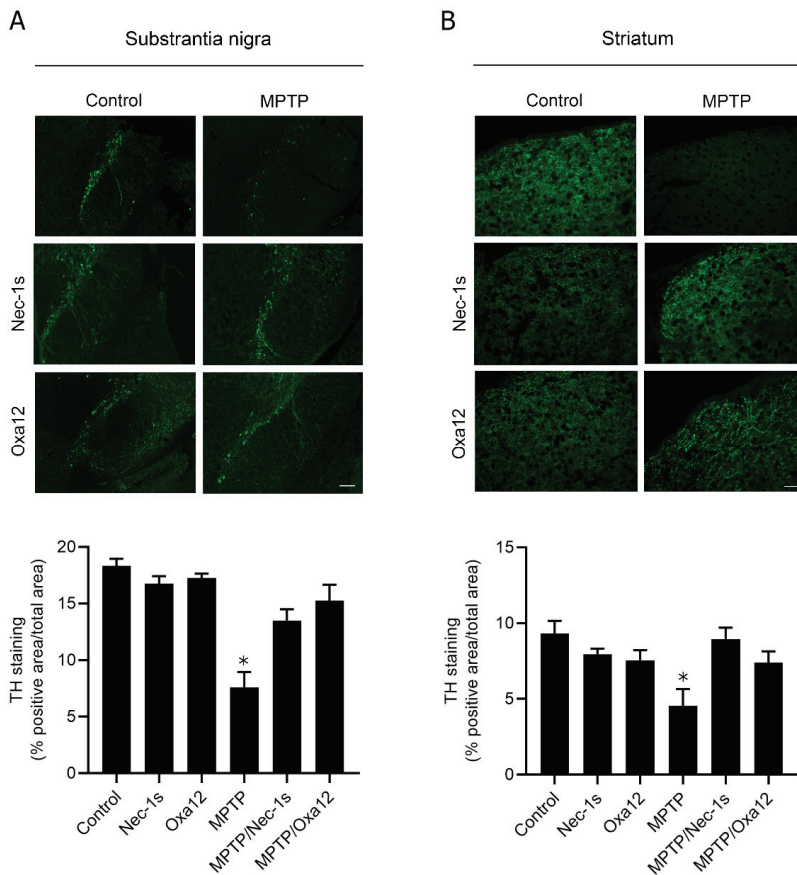 A
Substantia nigra
Control
MPTP
Nec-1s
Oxa12
TH staining
(% positive area/total area)
20
15
10
5
0
*
Control
Nec-1s
Oxa12
MPTP
MPTP/Nec-1s
MPTP/Oxa12
B
Striatum
Control
MPTP
Nec-1s
Oxa12
TH staining
(% positive area/total area)
15
10
5
0
*
Control
Nec-1s
Oxa12
MPTP
MPTP/Nec-1s
MPTP/Oxa12